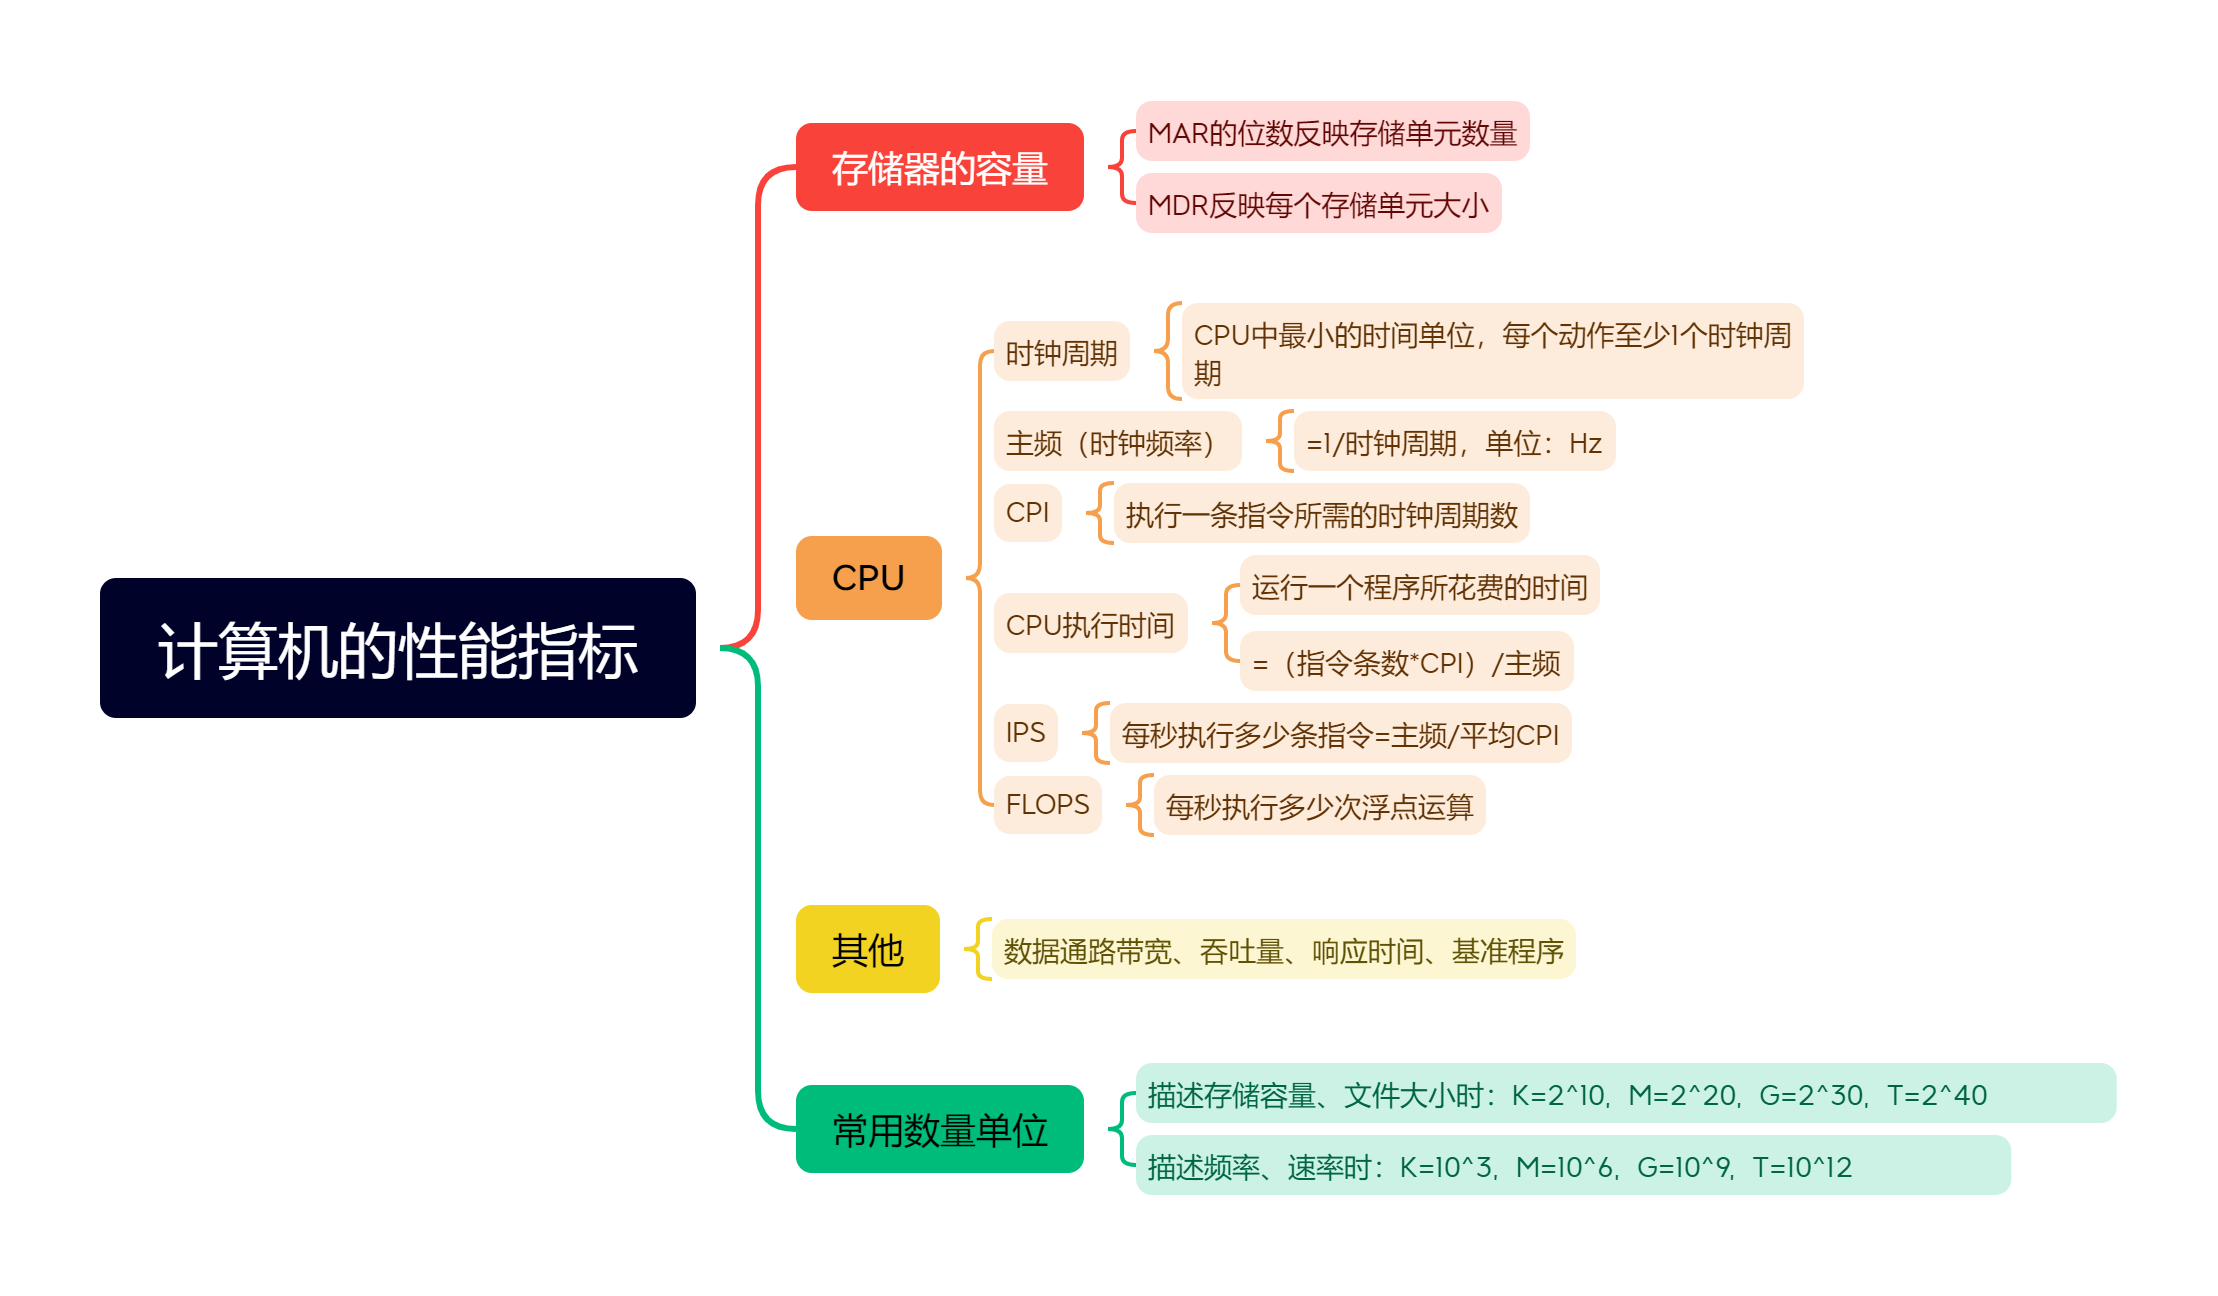 计算机的性能指标
存储器的容量
MAR的位数反映存储单元数量
MDR反映每个存储单元大小
CPU
时钟周期
CPU中最小的时间单位，每个动作至少1个时钟周
期
主频（时钟频率）
=1/时钟周期，单位：Hz
CPI
执行一条指令所需的时钟周期数
CPU执行时间
运行一个程序所花费的时间
=（指令条数*CPI）/主频
IPS
每秒执行多少条指令=主频/平均CPI
FLOPS
每秒执行多少次浮点运算
其他
数据通路带宽、吞吐量、响应时间、基准程序
常用数量单位
描述存储容量、文件大小时：K=2^10，M=2^20，G=2^30，T=2^40
描述频率、速率时：K=10^3，M=10^6，G=10^9，T=10^12